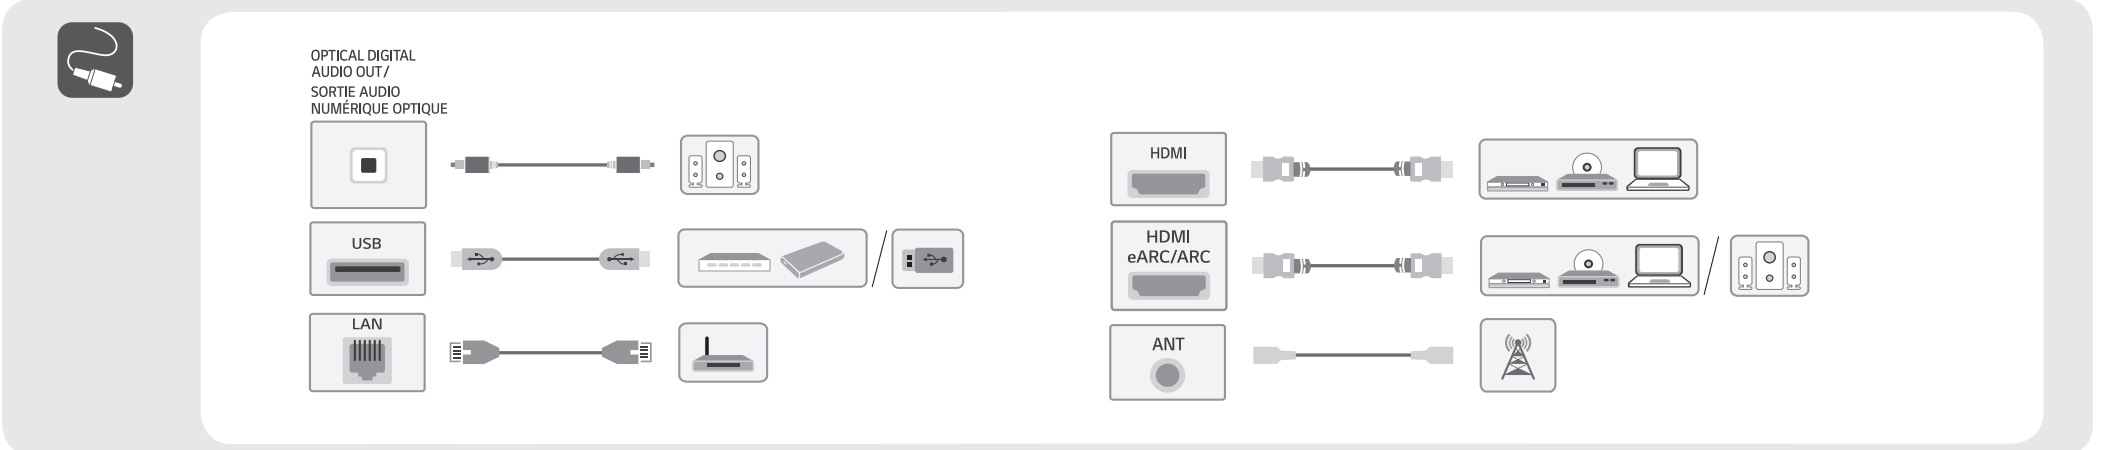 OPTICAL DIGITAL
AUDIO OUT/
SORTIE AUDIO
NUMÉRIQUE OPTIQUE
USB
LAN
HDMI
HDMI
eARC/ARC
ANT